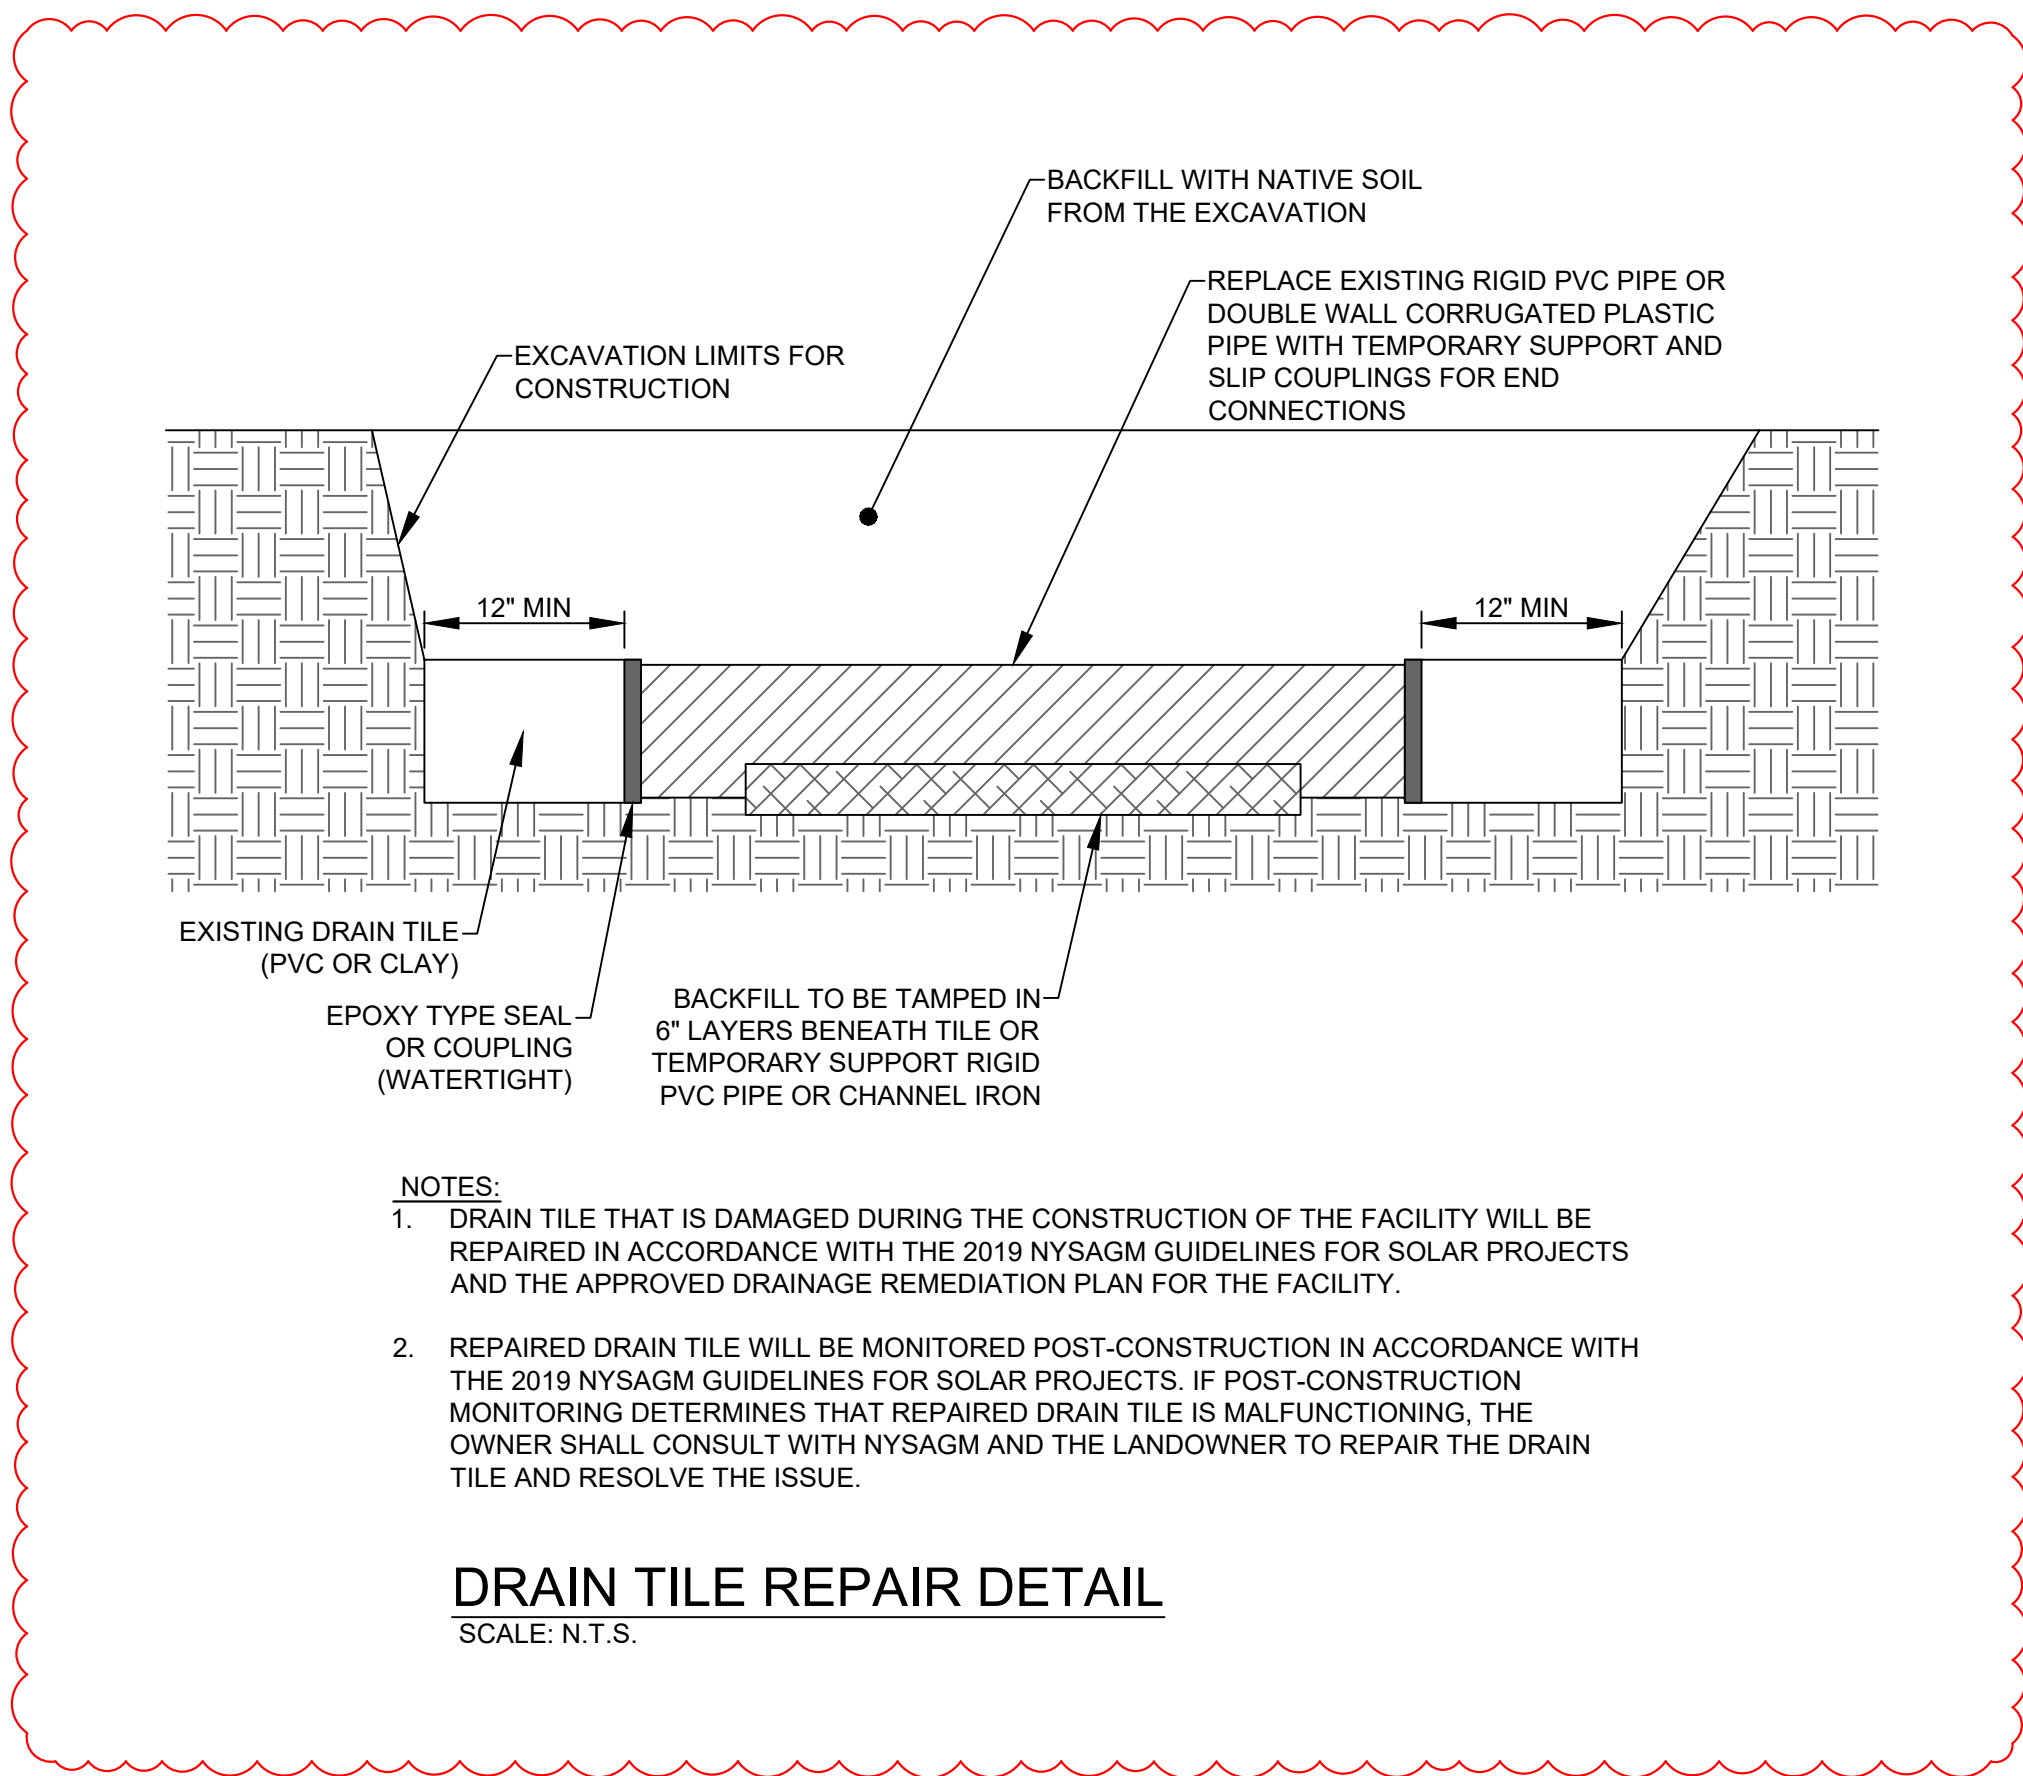 BACKFILL WITH NATIVE SOIL
FROM THE EXCAVATION
REPLACE EXISTING RIGID PVC PIPE OR
DOUBLE WALL CORRUGATED PLASTIC
PIPE WITH TEMPORARY SUPPORT AND
SLIP COUPLINGS FOR END
CONNECTIONS
EXCAVATION LIMITS FOR
CONSTRUCTION
12" MIN
12" MIN
EXISTING DRAIN TILE
(PVC OR CLAY)
EPOXY TYPE SEAL
OR COUPLING
(WATERTIGHT)
BACKFILL TO BE TAMPED IN
6" LAYERS BENEATH TILE OR
TEMPORARY SUPPORT RIGID
PVC PIPE OR CHANNEL IRON
NOTES:
1. DRAIN TILE THAT IS DAMAGED DURING THE CONSTRUCTION OF THE FACILITY WILL BE
REPAIRED IN ACCORDANCE WITH THE 2019 NYSAGM GUIDELINES FOR SOLAR PROJECTS
AND THE APPROVED DRAINAGE REMEDIATION PLAN FOR THE FACILITY.
2. REPAIRED DRAIN TILE WILL BE MONITORED POST-CONSTRUCTION IN ACCORDANCE WITH
THE 2019 NYSAGM GUIDELINES FOR SOLAR PROJECTS. IF POST-CONSTRUCTION
MONITORING DETERMINES THAT REPAIRED DRAIN TILE IS MALFUNCTIONING, THE
OWNER SHALL CONSULT WITH NYSAGM AND THE LANDOWNER TO REPAIR THE DRAIN
TILE AND RESOLVE THE ISSUE.
DRAIN TILE REPAIR DETAIL
SCALE: N.T.S.